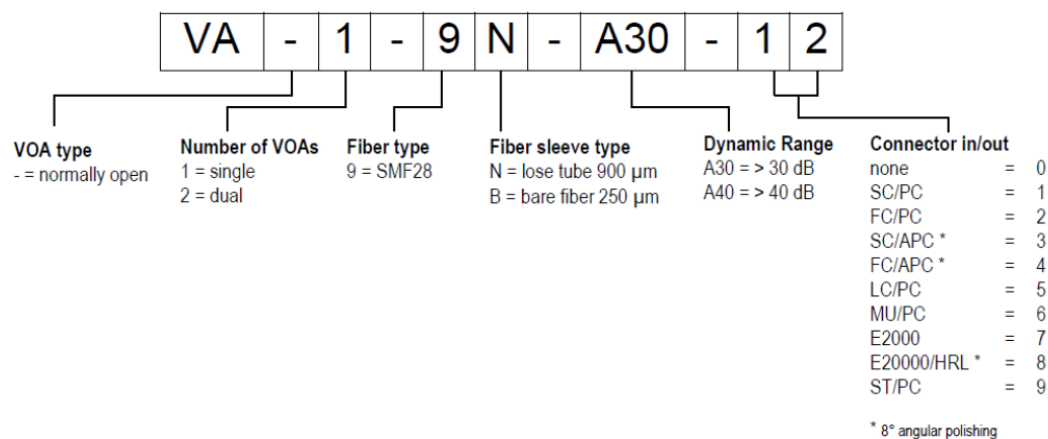 VA - 1 - 9 N - A30 - 1 2
VOA type
- = normally open
Number of VOAs
1 = single
2 = dual
Fiber type
9 = SMF28
Fiber sleeve type
N = lose tube 900 µm
B = bare fiber 250 µm
Dynamic Range
A30 = > 30 dB
A40 = > 40 dB
Connector in/out
none = 0
SC/PC = 1
FC/PC = 2
SC/APC * = 3
FC/APC * = 4
LC/PC = 5
MU/PC = 6
E2000 = 7
E20000/HRL * = 8
ST/PC = 9
* 8° angular polishing